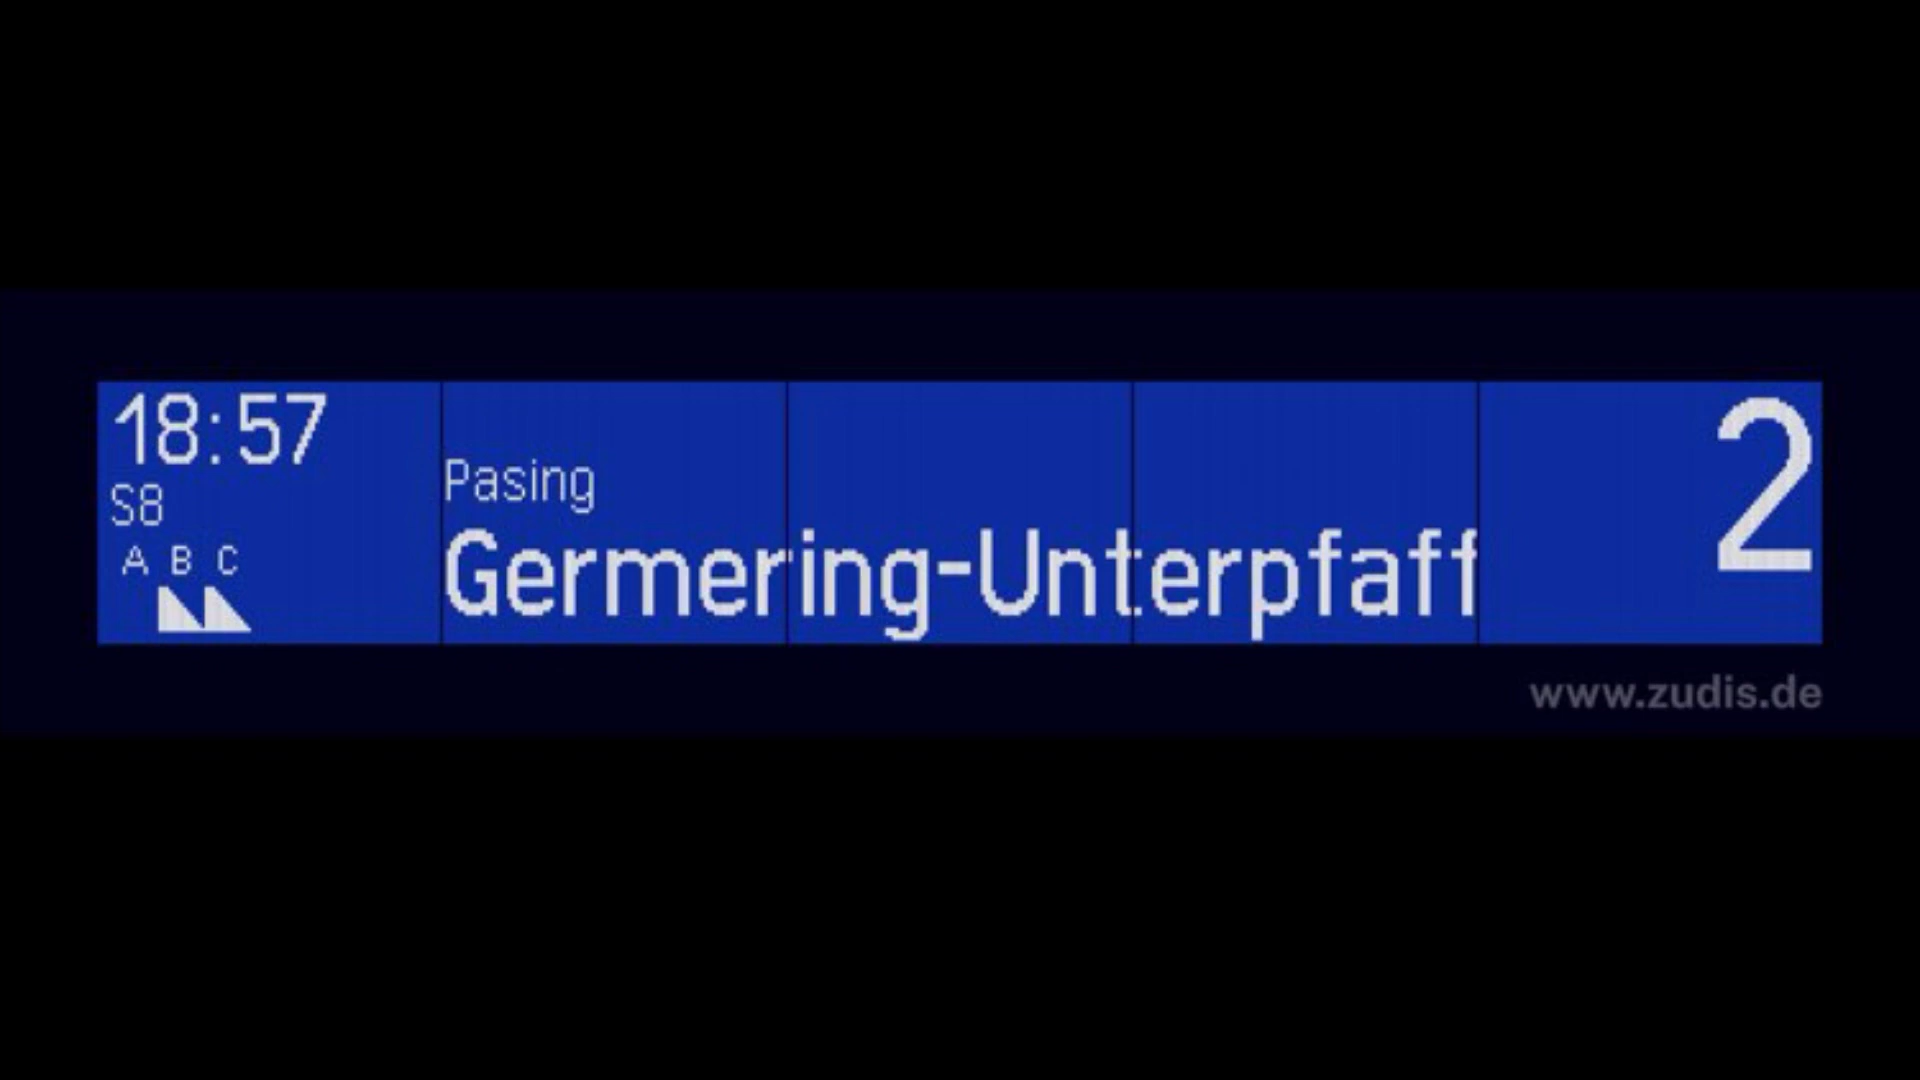 18:57
S8
A B C
Pasing
Germering-Unterpfaff
2
www.zudis.de